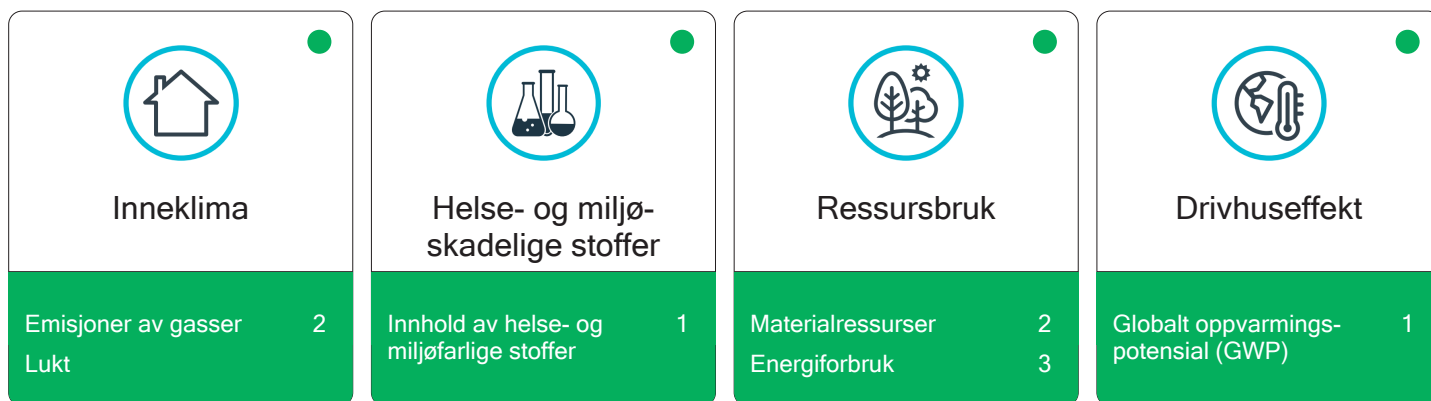 Inneklima
Emisjoner av gasser 2
Lukt
Helse- og miljø-
skadelige stoffer
Innhold av helse- og 1
miljøfarlige stoffer
Ressursbruk
Materialressurser 2
Energiforbruk 3
Drivhuseffekt
Globalt oppvarmings- 1
potensial (GWP)